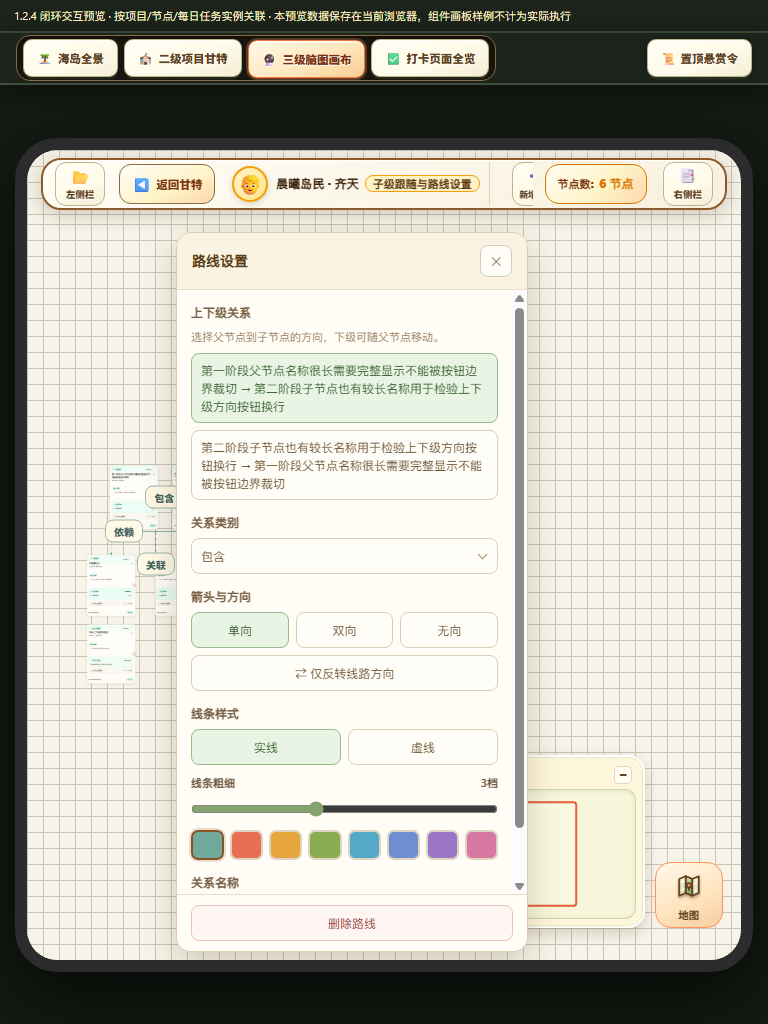 1.2.4 闭环交互预览 · 按项目/节点/每日任务实例关联 · 本预览数据保存在当前浏览器，组件画板样例不计为实际执行
海岛全景
二级项目甘特
三级脑图画布
打卡页面全览
置顶悬赏令
左侧栏
返回甘特
晨曦岛民 · 齐天
子级跟随与路线设置
节点数: 6 节点
右侧栏
路线设置
上下级关系
选择父节点到子节点的方向，下级可随父节点移动。
第一阶段父节点名称很长需要完整显示不能被按钮边
界裁切 → 第二阶段子节点也有较长名称用于检验上下
级方向按钮换行
第二阶段子节点也有较长名称用于检验上下级方向按
钮换行 → 第一阶段父节点名称很长需要完整显示不能
被按钮边界裁切
包含
依赖
关联
关系类别
包含
箭头与方向
单向
双向
无向
⇄ 仅反转线路方向
线条样式
实线
虚线
线条粗细
3档
关系名称
删除路线
地图